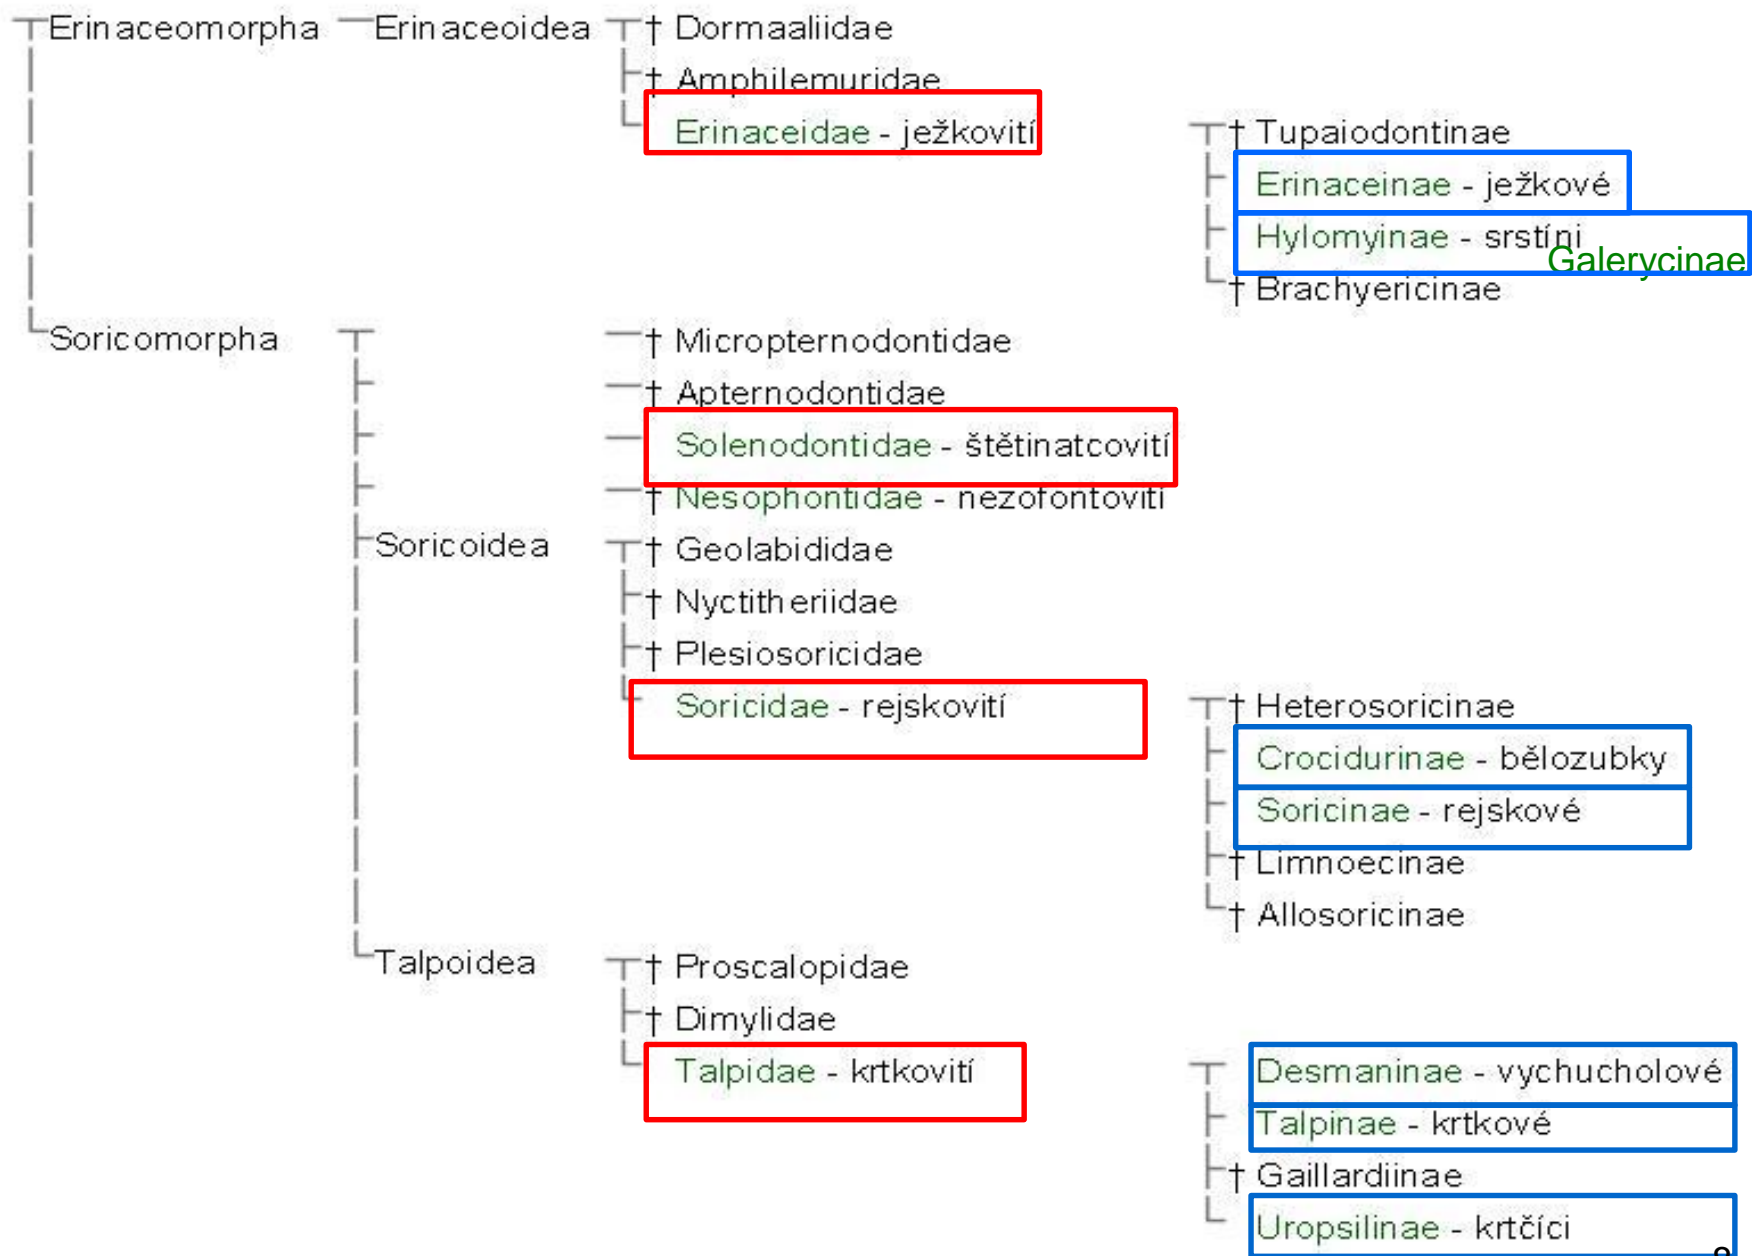 Erinaceomorpha Erinaceoidea † Dormaaliidae
† Amphilemuridae
Erinaceidae - ježkovití † Tupaiodontinae
Erinaceinae - ježkové
Hylomyinae - srstíni
Galerycinae
† Brachyericinae
Soricomorpha † Micropternodontidae
† Apternodontidae
Solenodontidae - štětinatcovití
† Nesophontidae - nezofontovití
Soricoidea † Geolabididae
† Nyctitheriidae
† Plesiosoricidae
Soricidae - rejskovití † Heterosoricinae
Crocidurinae - bělozubky
Soricinae - rejskové
† Limnoecinae
† Allosoricinae
Talpoidea † Proscalopidae
† Dimylidae
Talpidae - krtkovití Desmaninae - vychucholové
Talpinae - krtkové
† Gaillardiinae
Uropsilinae - krtčíci